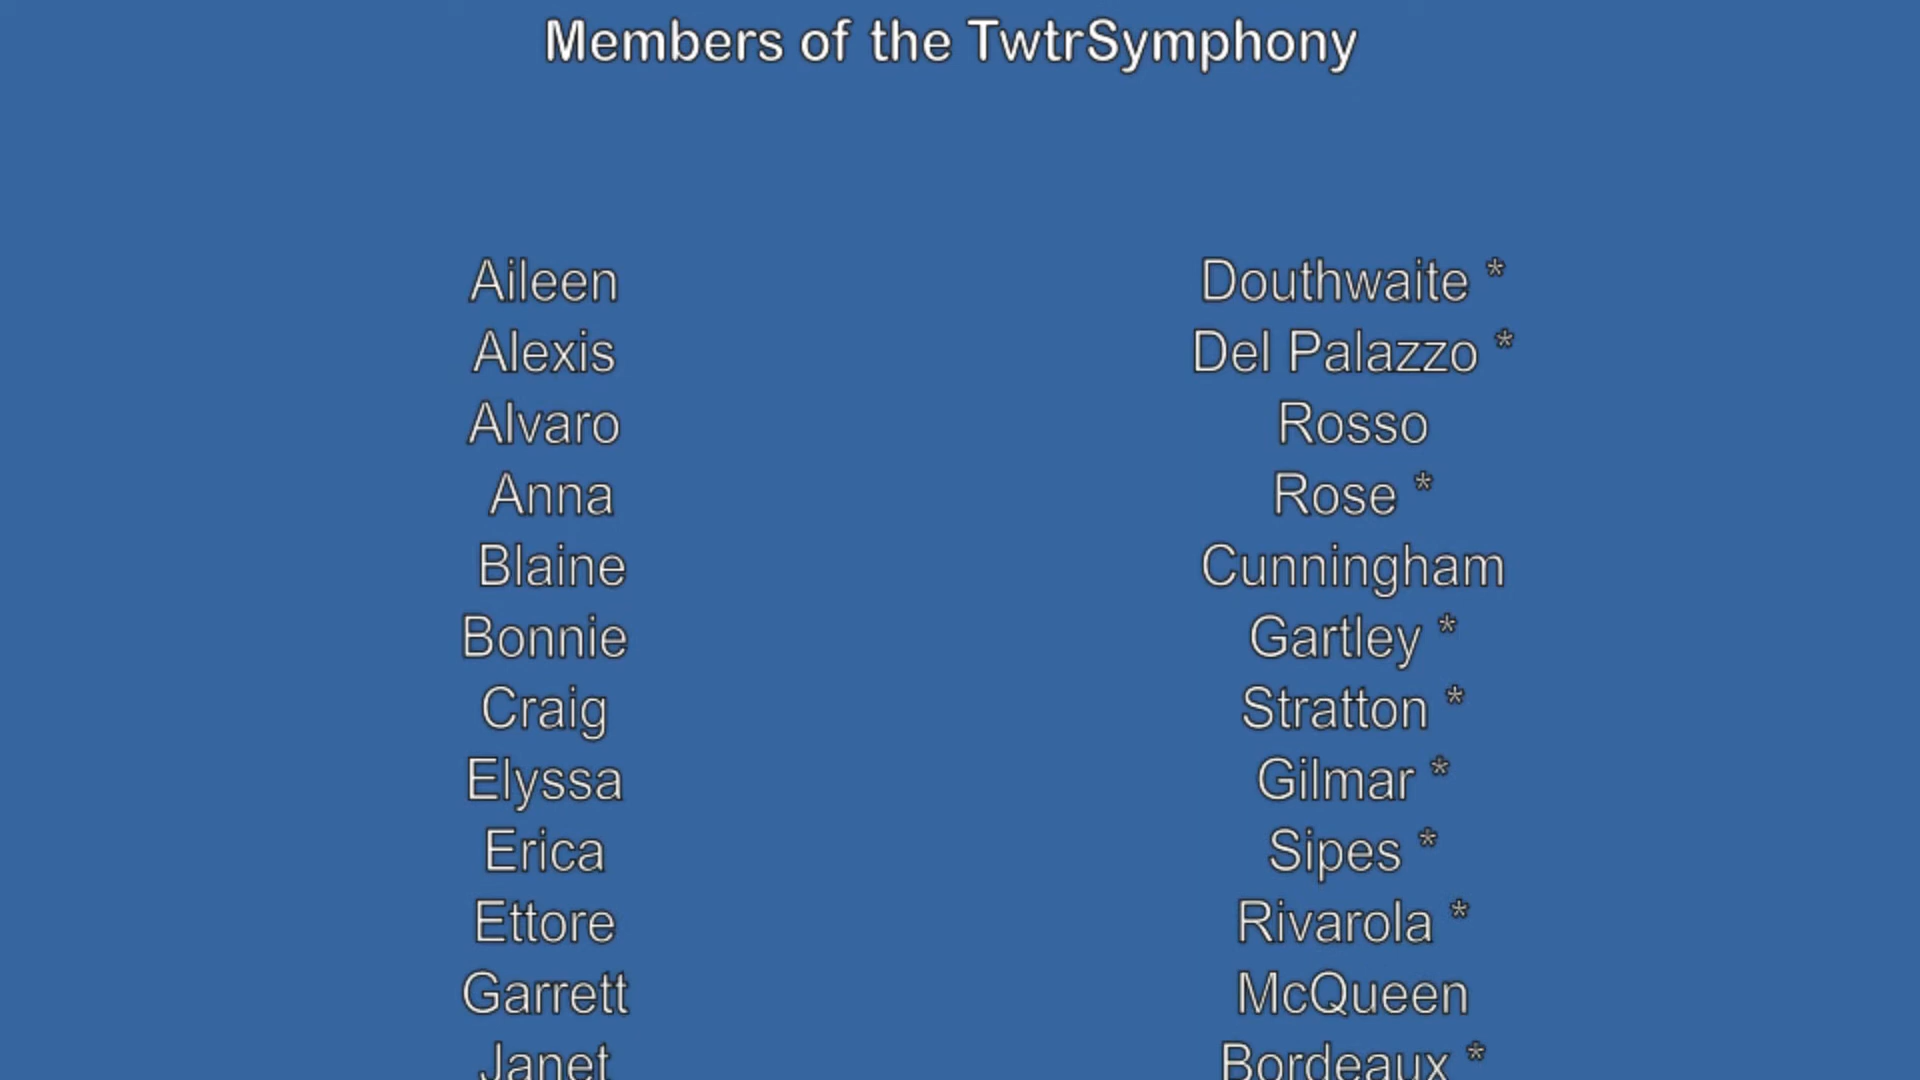 Members of the TwtrSymphony
Aileen Douthwaite *
Alexis Del Palazzo *
Alvaro Rosso
Anna Rose *
Blaine Cunningham
Bonnie Gartley *
Craig Stratton *
Elyssa Gilmar *
Erica Sipes *
Ettore Rivarola *
Garrett McQueen
Janet Bordeaux *